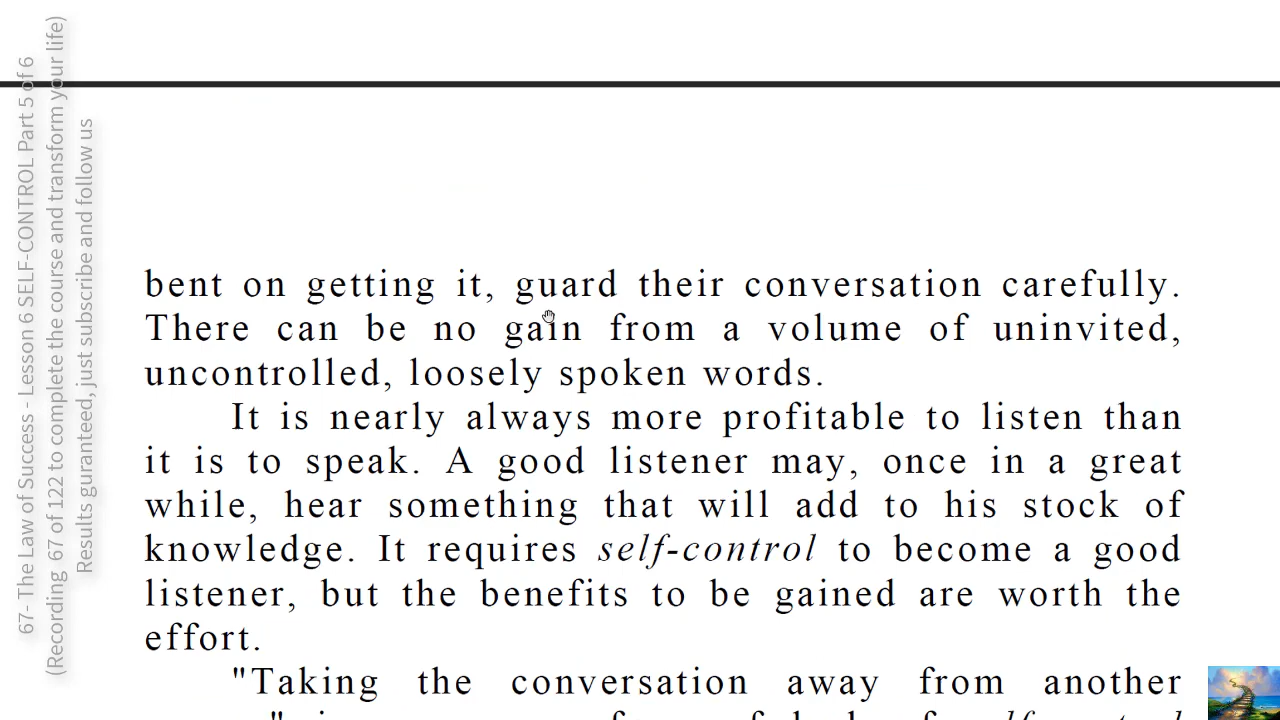 67- The Law of Success - Lesson 6 SELF-CONTROL Part 5 of 6
(Recording 67 of 122 to complete the course and transform your life)
Results guranteed, just subscribe and follow us
bent on getting it, guard their conversation carefully.
There can be no gain from a volume of uninvited,
uncontrolled, loosely spoken words.
It is nearly always more profitable to listen than
it is to speak. A good listener may, once in a great
while, hear something that will add to his stock of
knowledge. It requires self-control to become a good
listener, but the benefits to be gained are worth the
effort.
"Taking the conversation away from another